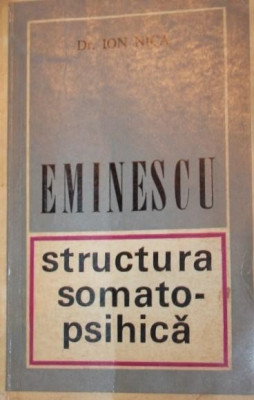 Dr. ION NICA
EMINESCU
structura
somato-
psihică